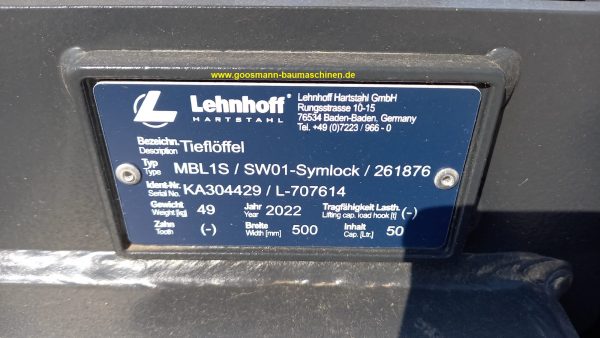 www.goosmann-baumaschinen.de
Lehnhoff®
HARTSTAHL
Lehnhoff Hartstahl GmbH
Rungsstrasse 10-15
76534 Baden-Baden, Germany
Tel. +49 (0)7223 / 966 - 0
Bezeichn. Tieflöffel
Description
Typ MBL1S / SW01-Symlock / 261876
Type
Ident-Nr. KA304429 / L-707614
Serial No.
Gewicht 49 Jahr 2022 Tragfähigkeit Lasth. (-)
Weight [kg] Year Lifting cap. load hook [t]
Zahn (-) Breite 500 Inhalt 50
Tooth Width [mm] Cap. [Ltr.]